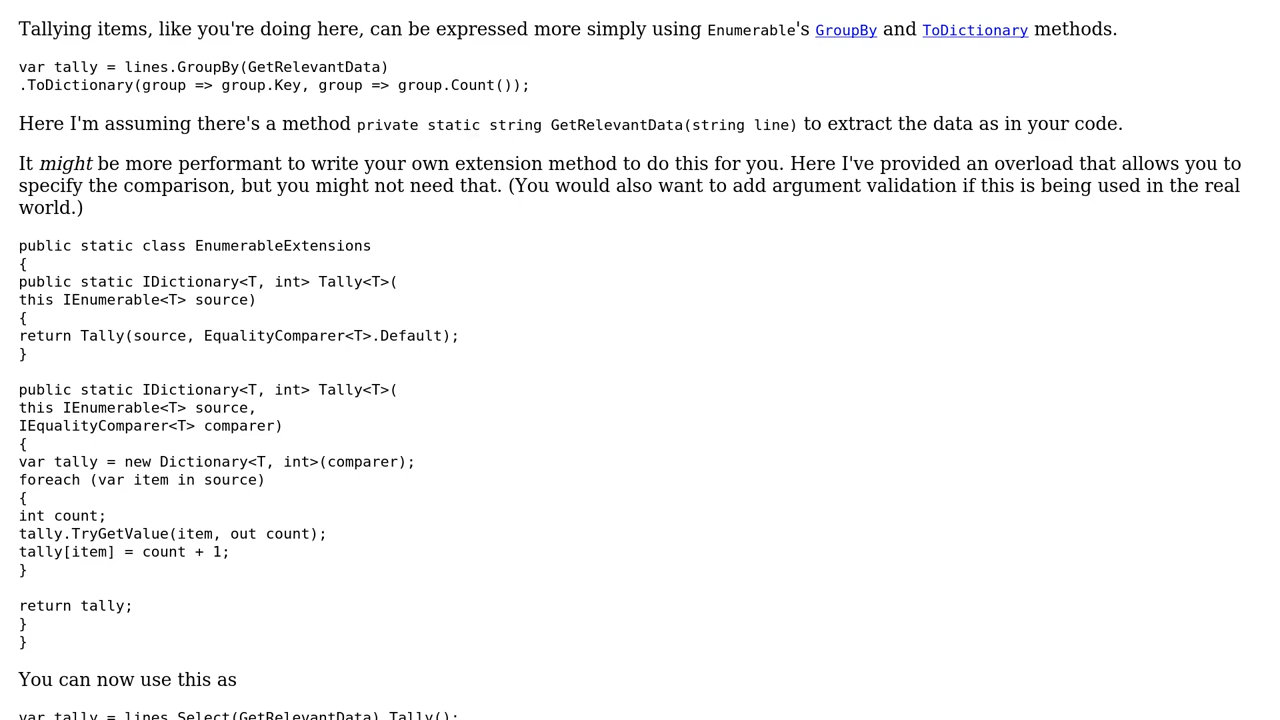 Tallying items, like you're doing here, can be expressed more simply using Enumerable's GroupBy and ToDictionary methods.
var tally = lines.GroupBy(GetRelevantData)
.ToDictionary(group => group.Key, group => group.Count());
Here I'm assuming there's a method private static string GetRelevantData(string line) to extract the data as in your code.
It might be more performant to write your own extension method to do this for you. Here I've provided an overload that allows you to
specify the comparison, but you might not need that. (You would also want to add argument validation if this is being used in the real
world.)
public static class EnumerableExtensions
{
public static IDictionary<T, int> Tally<T>(
this IEnumerable<T> source)
{
return Tally(source, EqualityComparer<T>.Default);
}
public static IDictionary<T, int> Tally<T>(
this IEnumerable<T> source,
IEqualityComparer<T> comparer)
{
var tally = new Dictionary<T, int>(comparer);
foreach (var item in source)
{
int count;
tally.TryGetValue(item, out count);
tally[item] = count + 1;
}
return tally;
}
}
You can now use this as
var tally = lines.Select(GetRelevantData).Tally();